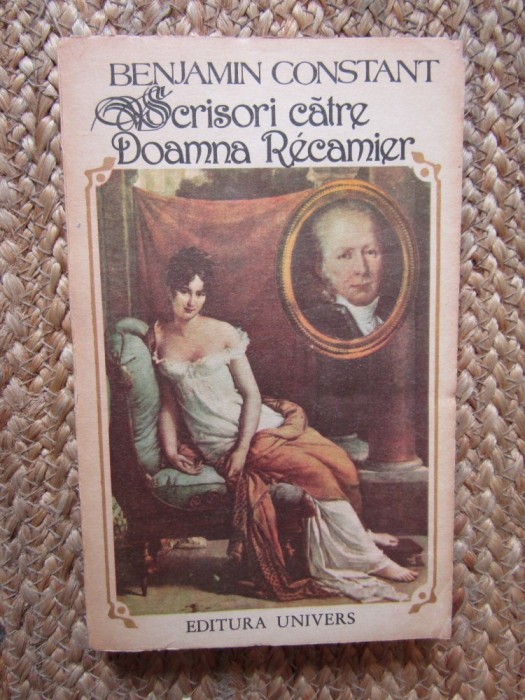 BENJAMIN CONSTANT
Scrisori către
Doamna Récamier
EDITURA UNIVERS